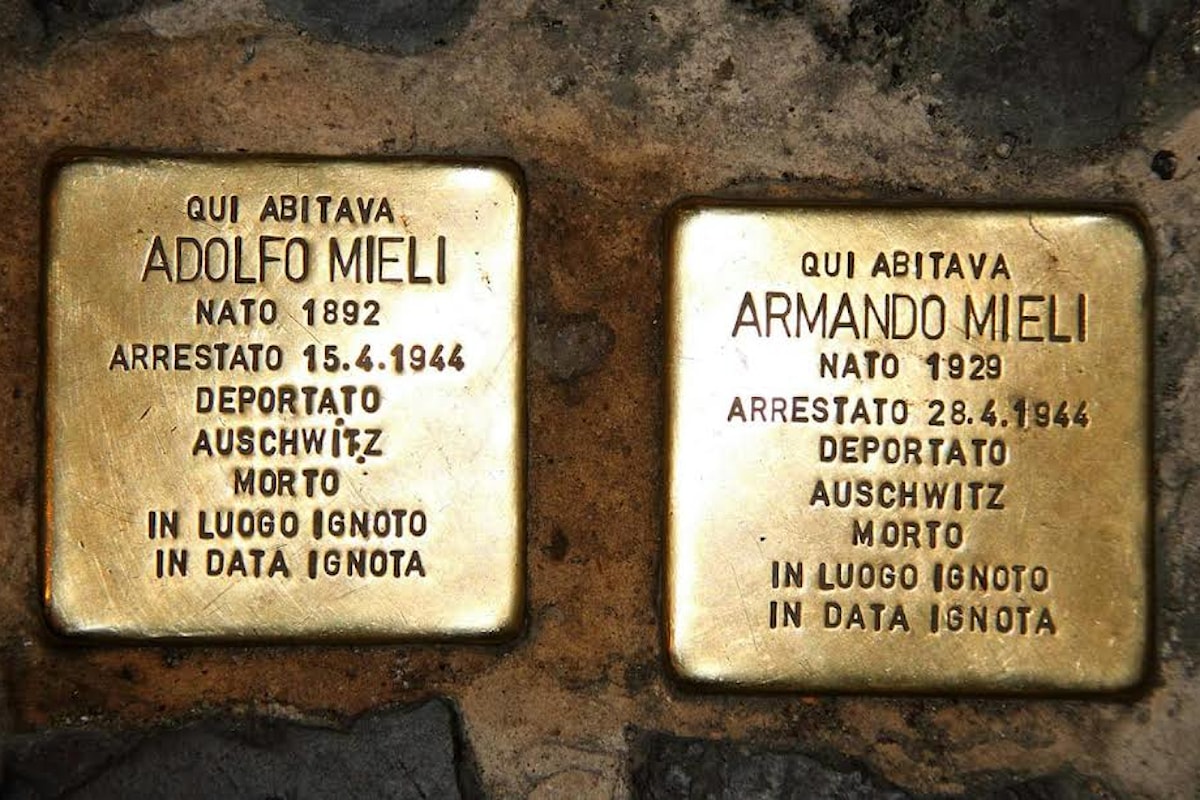 QUI ABITAVA
ADOLFO MIELI
NATO 1892
ARRESTATO 15.4.1944
DEPORTATO
AUSCHWITZ
MORTO
IN LUOGO IGNOTO
IN DATA IGNOTA
QUI ABITAVA
ARMANDO MIELI
NATO 1929
ARRESTATO 28.4.1944
DEPORTATO
AUSCHWITZ
MORTO
IN LUOGO IGNOTO
IN DATA IGNOTA